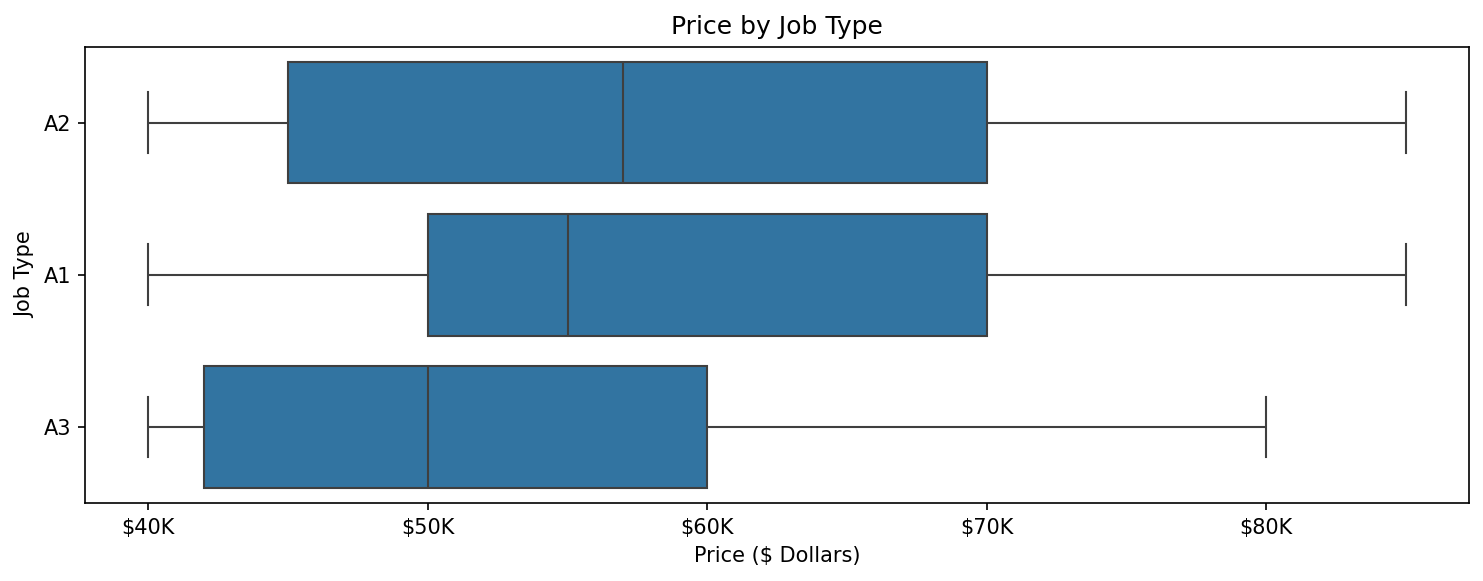 Price by Job Type
Job Type
A2
A1
A3
$40K $50K $60K $70K $80K
Price ($ Dollars)